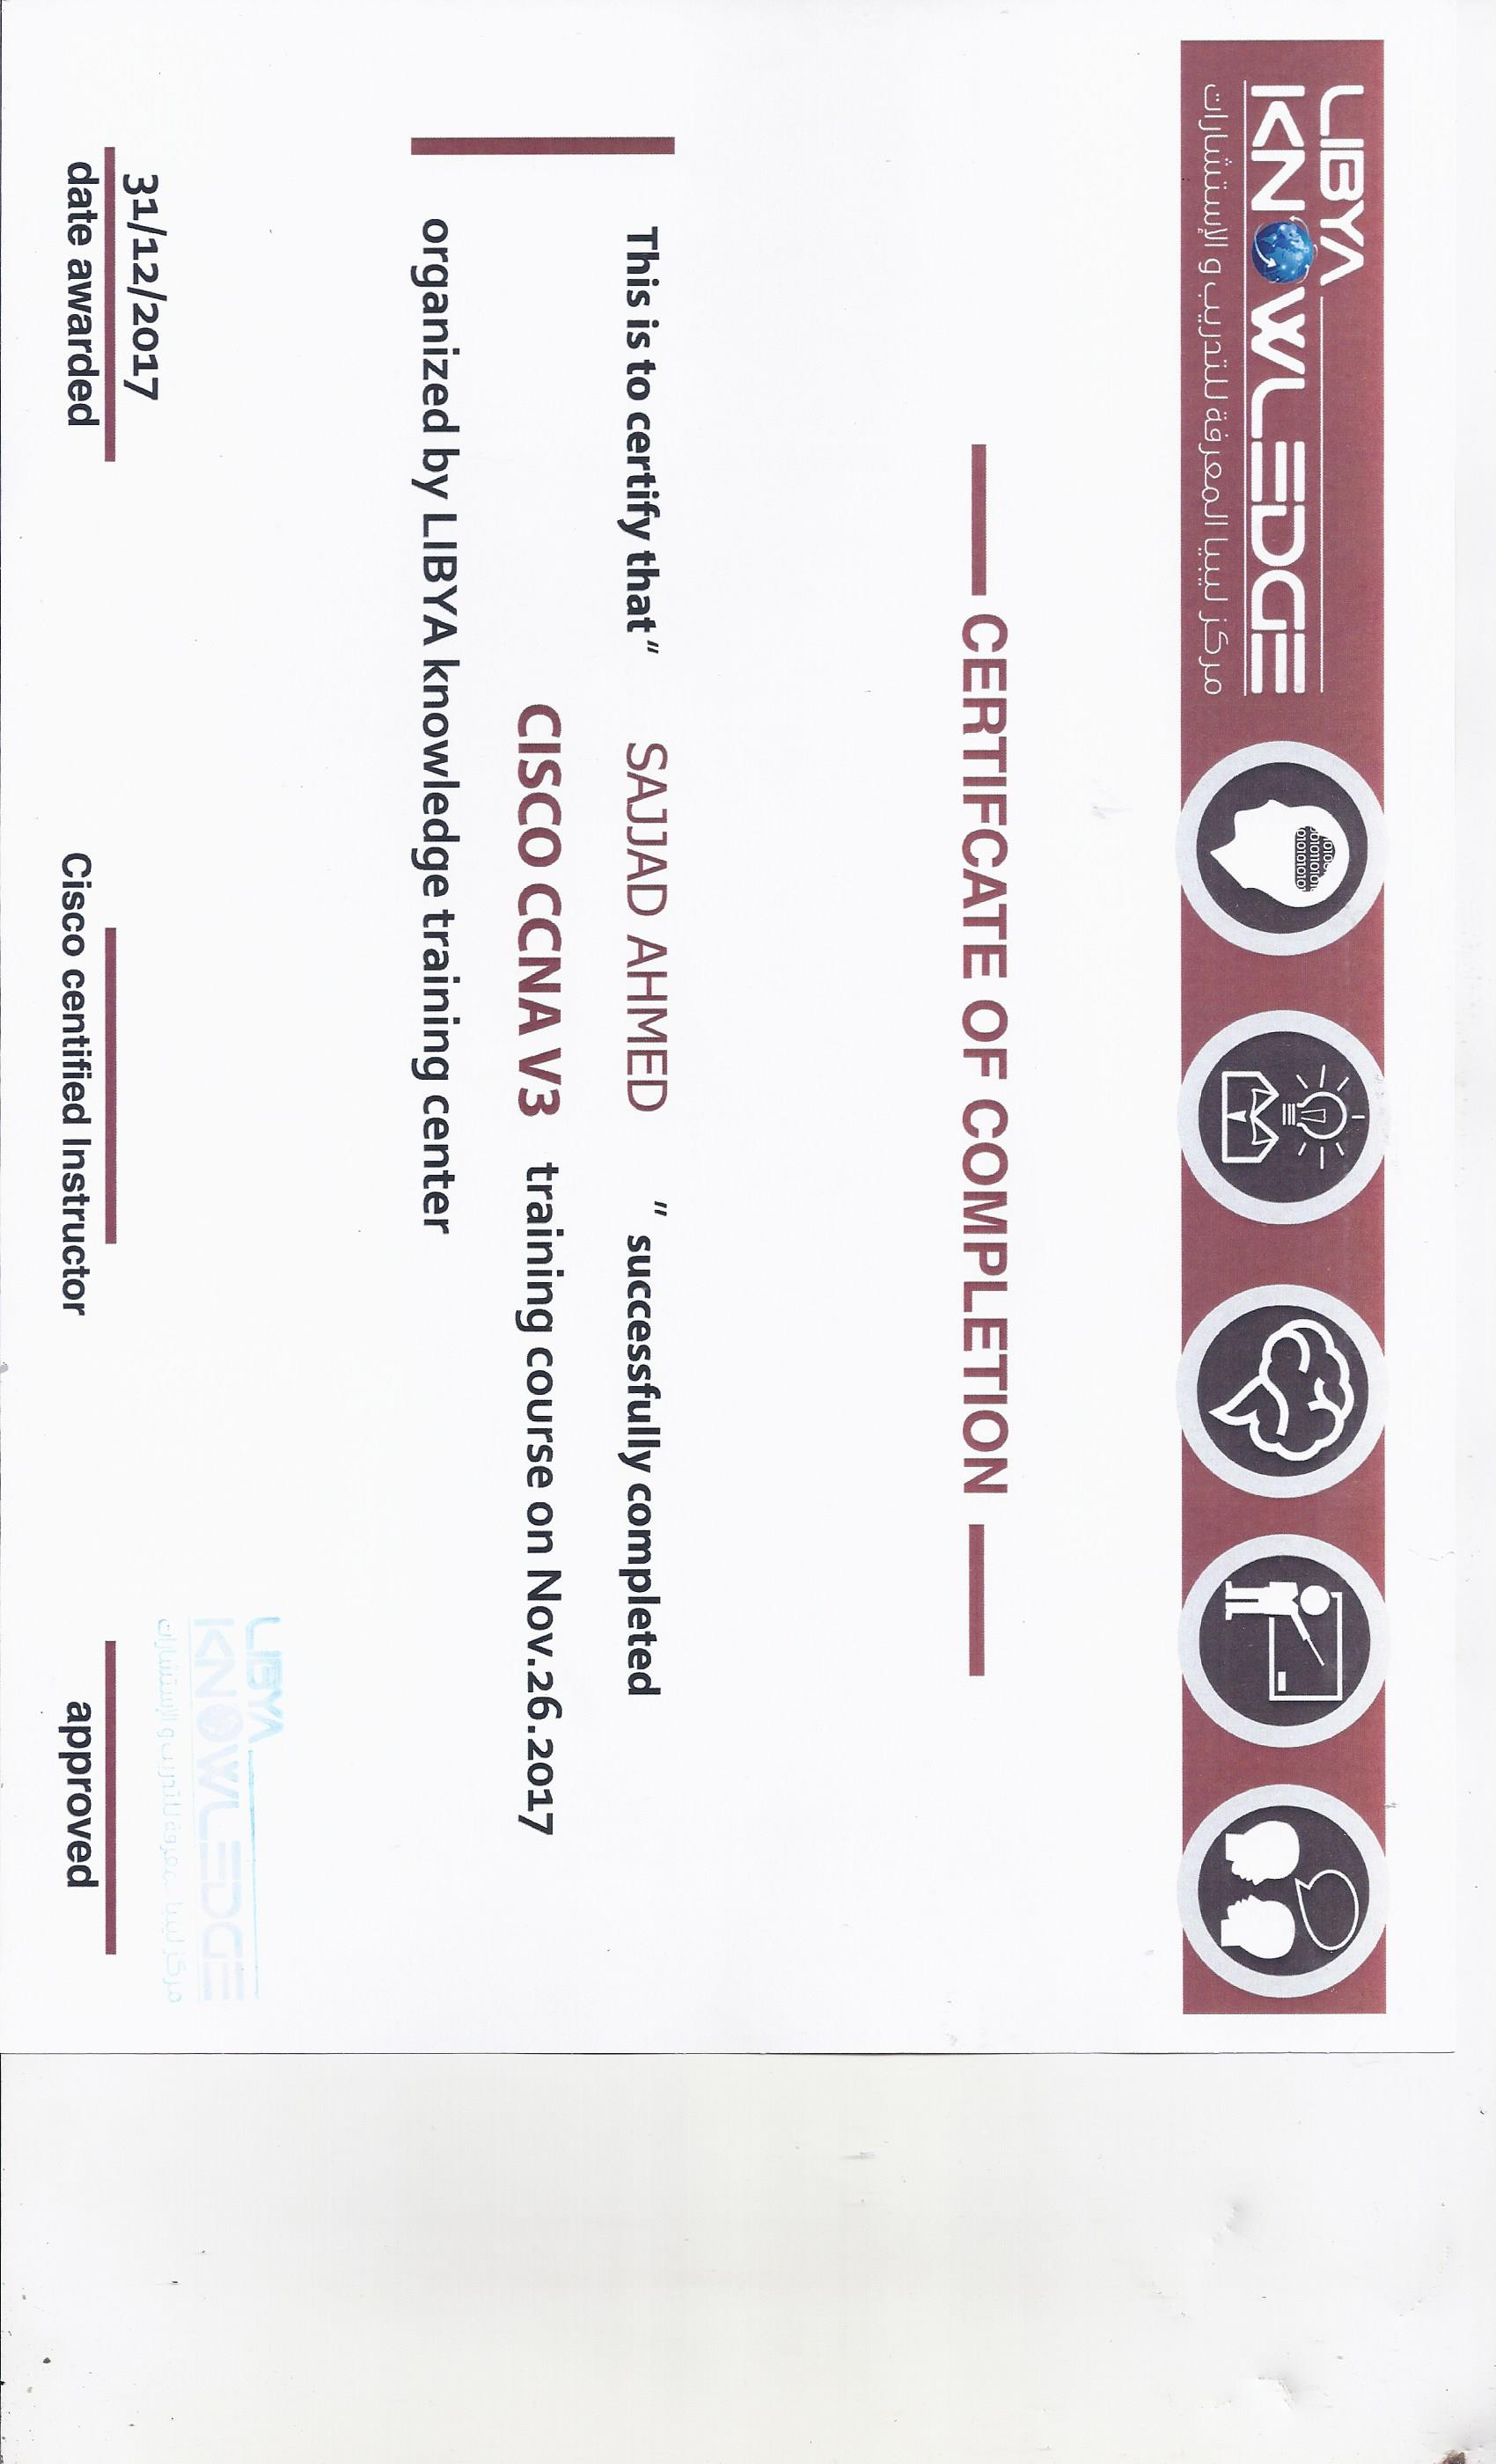 LIBYA
KNOWLEDGE
مركز ليبيا المعرفة للتدريب و الإستشارات
CERTIFCATE OF COMPLETION
This is to certify that " SAJJAD AHMED " successfully completed
CISCO CCNA V3 training course on Nov.26.2017
organized by LIBYA knowledge training center
LIBYA
KNOWLEDGE
مركز ليبيا المعرفة للتدريب و الإستشارات
31/12/2017
date awarded
Cisco centified Instructor
approved